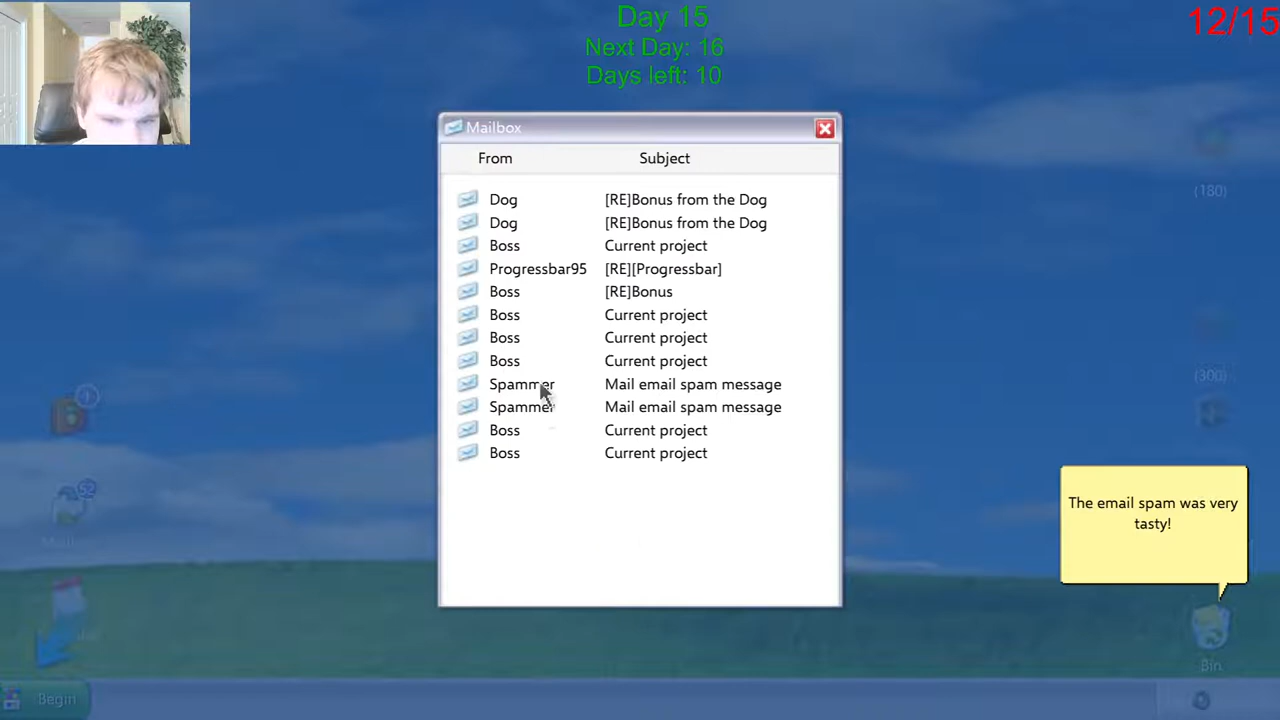 Day 15
Next Day: 16
Days left: 10
12/15
Mailbox
From Subject
Dog [RE]Bonus from the Dog
Dog [RE]Bonus from the Dog
Boss Current project
Progressbar95 [RE][Progressbar]
Boss [RE]Bonus
Boss Current project
Boss Current project
Boss Current project
Spammer Mail email spam message
Spammer Mail email spam message
Boss Current project
Boss Current project
(180)
(300)
1
52
The email spam was very
tasty!
Bin
Begin